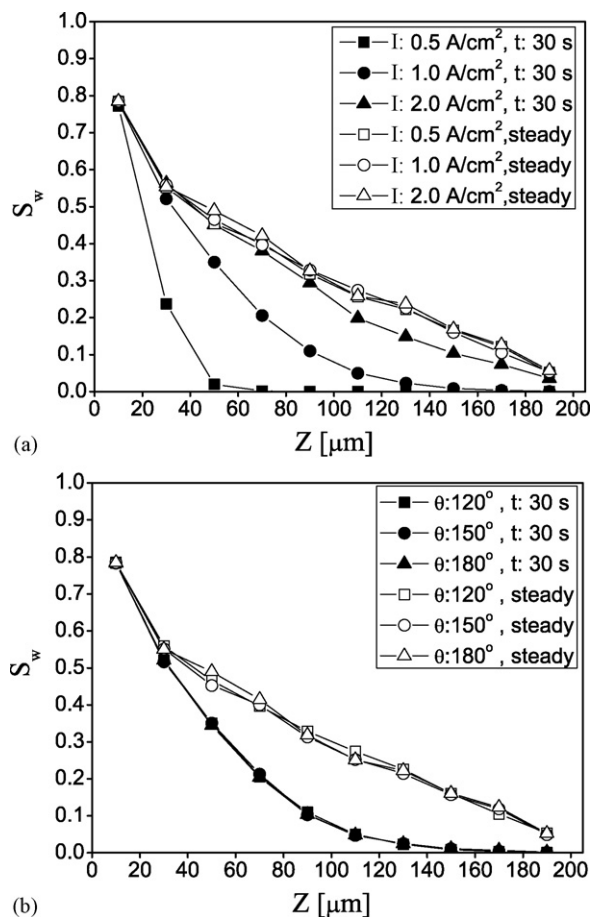 1.0
0.9
0.8
0.7
0.6
0.5
0.4
0.3
0.2
0.1
0.0
S_w
I: 0.5 A/cm², t: 30 s
I: 1.0 A/cm², t: 30 s
I: 2.0 A/cm², t: 30 s
I: 0.5 A/cm²,steady
I: 1.0 A/cm²,steady
I: 2.0 A/cm²,steady
0 20 40 60 80 100 120 140 160 180 200
Z [μm]
(a)
1.0
0.9
0.8
0.7
0.6
0.5
0.4
0.3
0.2
0.1
0.0
S_w
θ:120° , t: 30 s
θ:150° , t: 30 s
θ:180° , t: 30 s
θ:120° , steady
θ:150° , steady
θ:180° , steady
0 20 40 60 80 100 120 140 160 180 200
Z [μm]
(b)